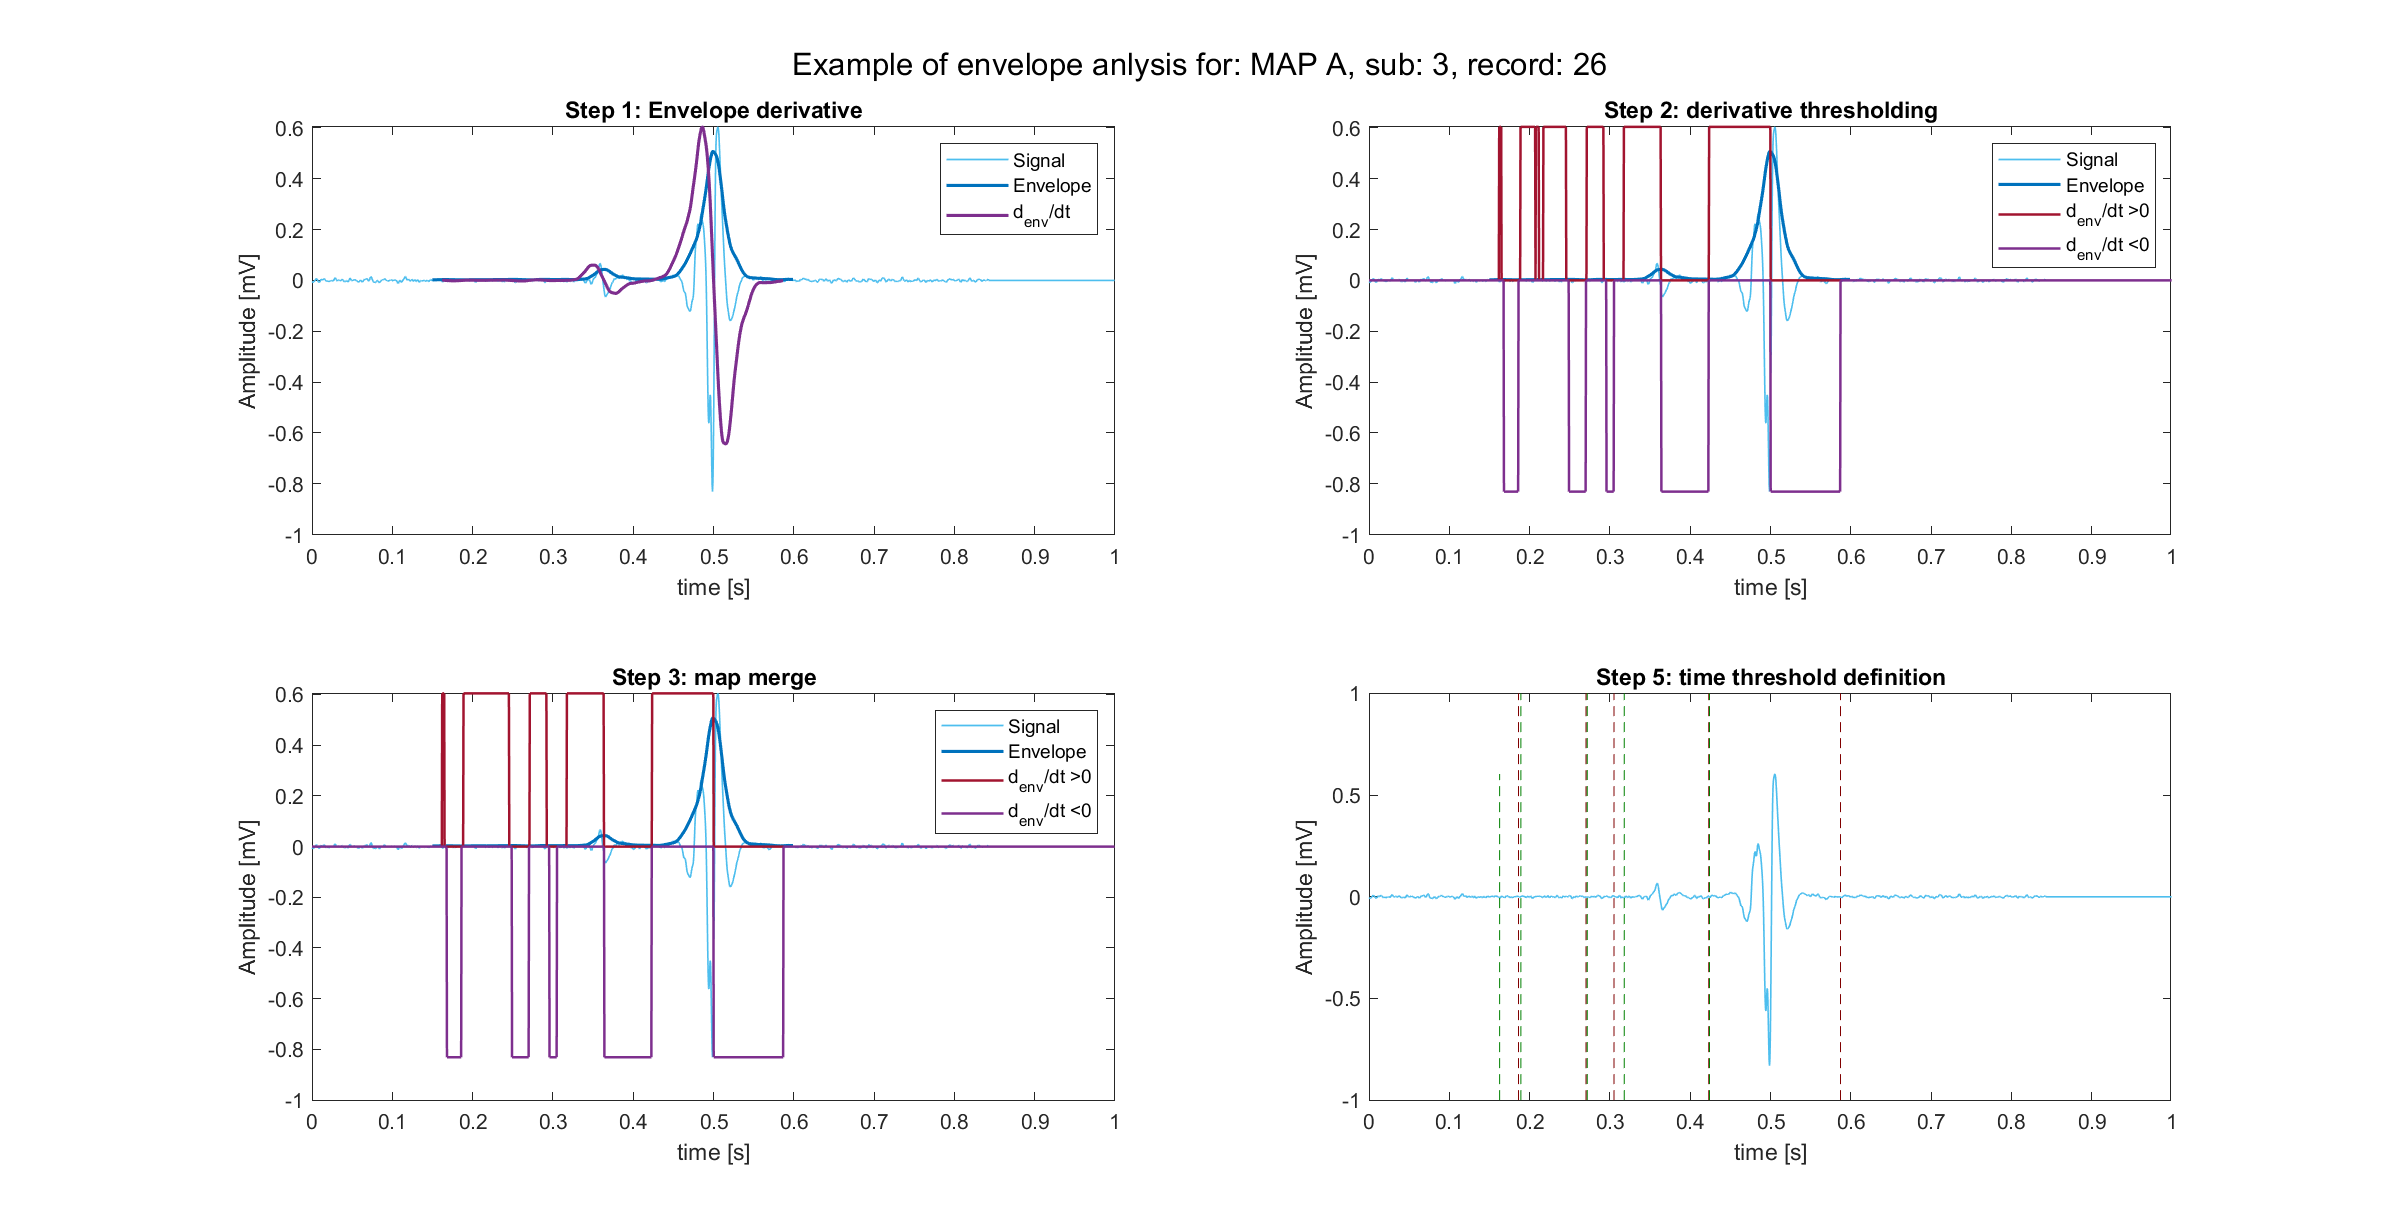 Example of envelope anlysis for: MAP A, sub: 3, record: 26
Step 1: Envelope derivative
0.6
0.4
0.2
0
-0.2
-0.4
-0.6
-0.8
-1
Amplitude [mV]
0 0.1 0.2 0.3 0.4 0.5 0.6 0.7 0.8 0.9 1
time [s]
Signal
Envelope
d_env/dt
Step 2: derivative thresholding
0.6
0.4
0.2
0
-0.2
-0.4
-0.6
-0.8
-1
Amplitude [mV]
0 0.1 0.2 0.3 0.4 0.5 0.6 0.7 0.8 0.9 1
time [s]
Signal
Envelope
d_env/dt >0
d_env/dt <0
Step 3: map merge
0.6
0.4
0.2
0
-0.2
-0.4
-0.6
-0.8
-1
Amplitude [mV]
0 0.1 0.2 0.3 0.4 0.5 0.6 0.7 0.8 0.9 1
time [s]
Signal
Envelope
d_env/dt >0
d_env/dt <0
Step 5: time threshold definition
1
0.5
0
-0.5
-1
Amplitude [mV]
0 0.1 0.2 0.3 0.4 0.5 0.6 0.7 0.8 0.9 1
time [s]